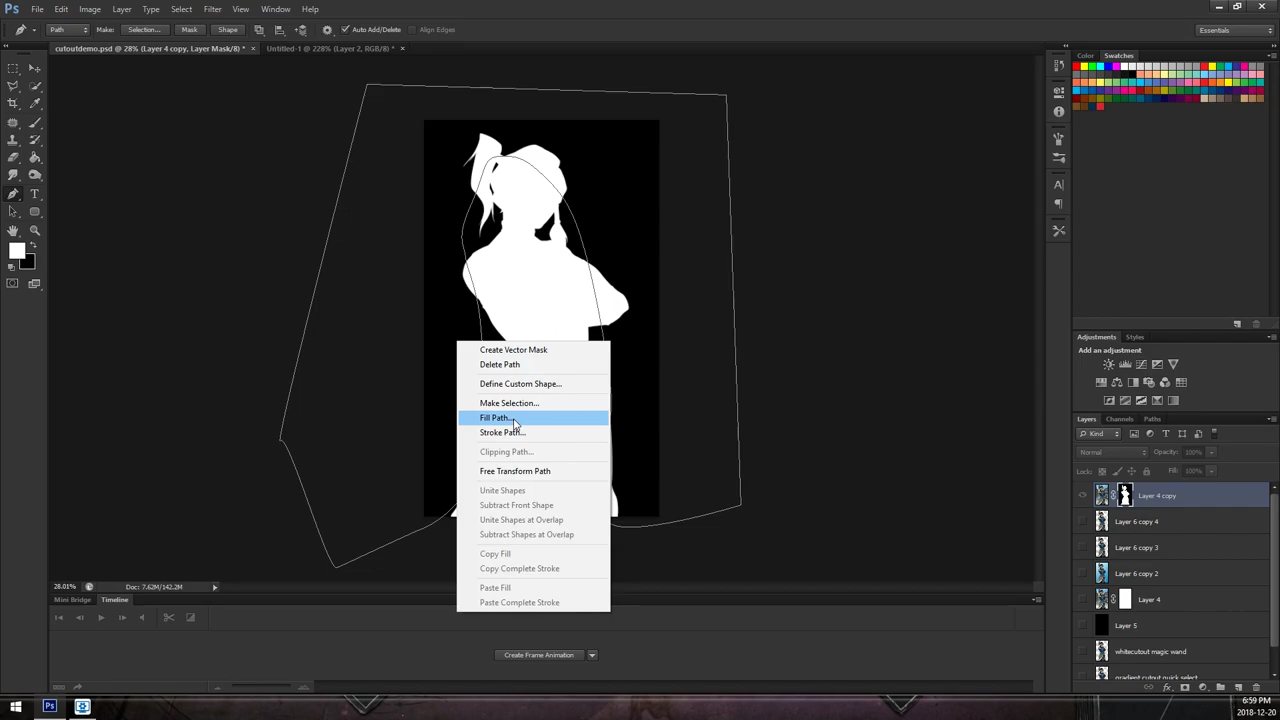 Ps File Edit Image Layer Type Select Filter View Window Help
Path Make: Selection... Mask Shape Auto Add/Delete Align Edges Essentials
cutoutdemo.psd @ 28% (Layer 4 copy, Layer Mask/8) * × Untitled-1 @ 228% (Layer 2, RGB/8) * ×
Color Swatches
T
Create Vector Mask
Delete Path
Define Custom Shape...
Make Selection...
Fill Path...
Stroke Path...
Clipping Path...
Free Transform Path
Unite Shapes
Subtract Front Shape
Unite Shapes at Overlap
Subtract Shapes at Overlap
Copy Fill
Copy Complete Stroke
Paste Fill
Paste Complete Stroke
Adjustments Styles
Add an adjustment
Layers Channels Paths
Kind
Normal Opacity: 100%
Lock: Fill: 100%
Layer 4 copy
Layer 6 copy 4
Layer 6 copy 3
Layer 6 copy 2
Layer 4
Layer 5
whitecutout magic wand
gradient cutout quick select
28.01% Doc: 7.62M/142.2M
Mini Bridge Timeline
Create Frame Animation
fx
Ps
6:59 PM
2018-12-20